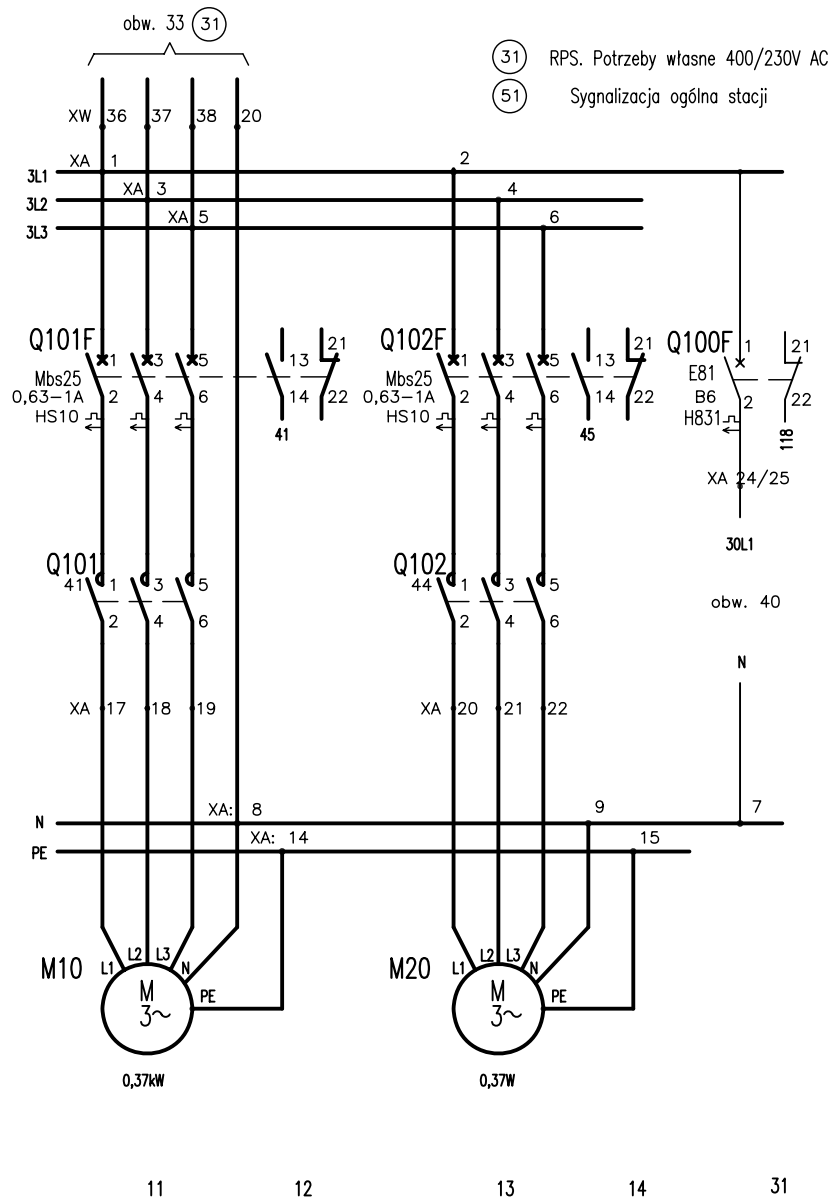 obw. 33 31
31 RPS. Potrzeby własne 400/230V AC
51 Sygnalizacja ogólna stacji
XW 36 37 38 20
XA 1 2
3L1
XA 3 4
3L2
XA 5 6
3L3
Q101F Q102F Q100F
1 3 5 13 21 1 3 5 13 21 1 21
Mbs25 Mbs25 E81
0,63-1A 2 4 6 14 22 0,63-1A 2 4 6 14 22 B6 2 22
HS10 HS10 H831
41 45 118
XA 24/25
30L1
Q101 Q102
41 1 3 5 44 1 3 5
2 4 6 2 4 6
obw. 40
N
XA 17 18 19 XA 20 21 22
XA: 8 9 7
N
XA: 14 15
PE
M10 L1 L2 L3 N M20 L1 L2 L3 N
M PE M PE
3~ 3~
0,37kW 0,37W
11 12 13 14 31